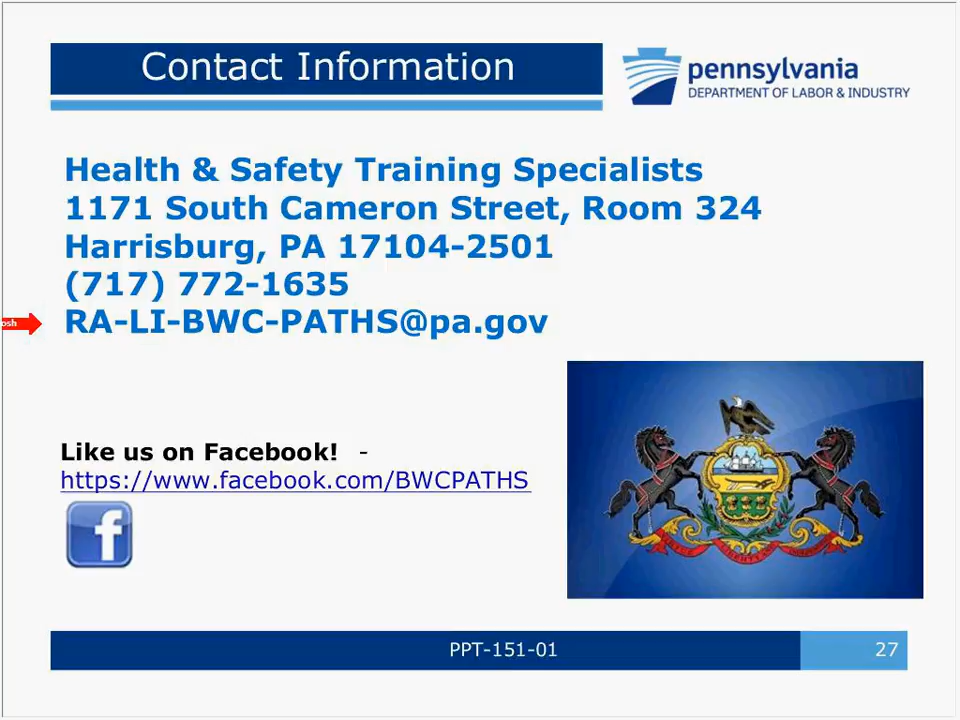 Contact Information
pennsylvania
DEPARTMENT OF LABOR & INDUSTRY
Health & Safety Training Specialists
1171 South Cameron Street, Room 324
Harrisburg, PA 17104-2501
(717) 772-1635
osh
RA-LI-BWC-PATHS@pa.gov
Like us on Facebook! -
https://www.facebook.com/BWCPATHS
f
LIBERTY
PPT-151-01
27